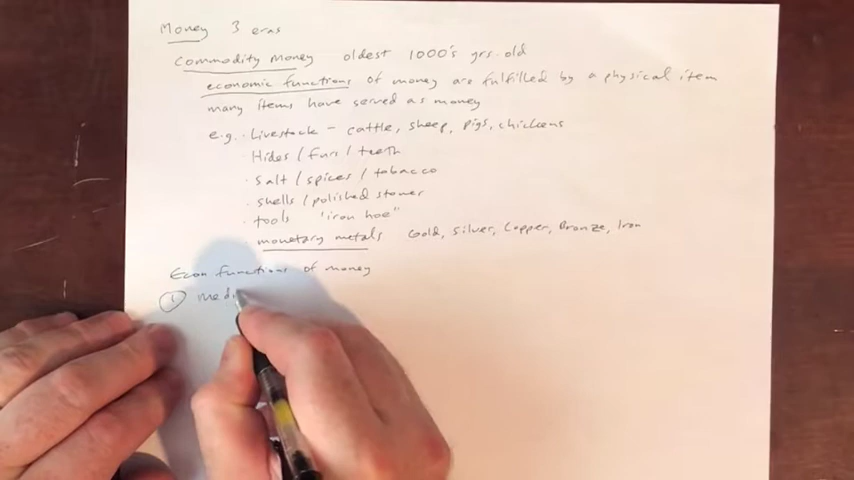 Money 3 eras
Commodity Money oldest 1000's yrs. old
economic functions of money are fulfilled by a physical item
many items have served as money
e.g. · Livestock - cattle, sheep, pigs, chickens
· Hides / furs / teeth
· salt / spices / tobacco
· shells / polished stones
· tools "iron hoe"
monetary metals Gold, Silver, Copper, Bronze, Iron
Econ functions of money
① medi